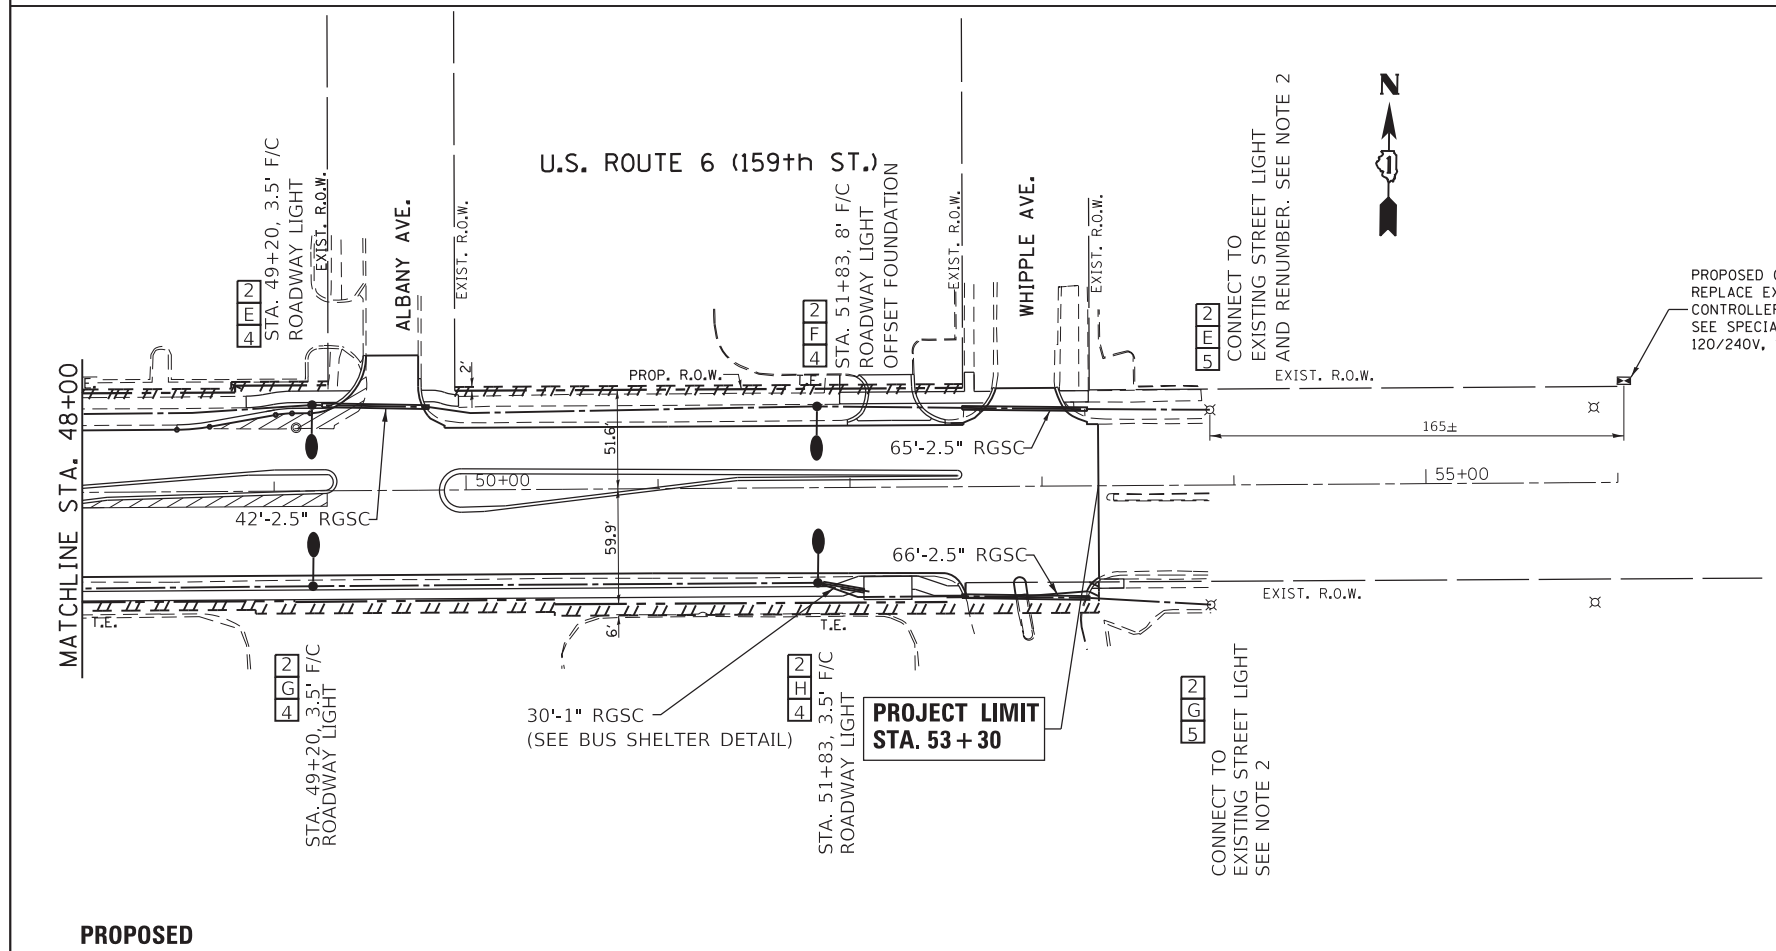 U.S. ROUTE 6 (159th ST.)
N
1
2
E
4
STA. 49+20, 3.5' F/C
ROADWAY LIGHT
EXIST. R.O.W.
ALBANY AVE.
EXIST. R.O.W.
2
F
4
STA. 51+83, 8' F/C
ROADWAY LIGHT
OFFSET FOUNDATION
EXIST. R.O.W.
WHIPPLE AVE.
EXIST. R.O.W.
2
E
5
CONNECT TO
EXISTING STREET LIGHT
AND RENUMBER. SEE NOTE 2
PROPOSED
REPLACE EX
CONTROLLER
SEE SPECIA
120/240V,
MATCHLINE STA. 48+00
2'
PROP. R.O.W.
T.E.
EXIST. R.O.W.
51.6'
65'-2.5" RGSC
165±
50+00
55+00
42'-2.5" RGSC
59.9'
66'-2.5" RGSC
EXIST. R.O.W.
T.E.
6'
T.E.
2
G
4
STA. 49+20, 3.5' F/C
ROADWAY LIGHT
30'-1" RGSC
(SEE BUS SHELTER DETAIL)
2
H
4
STA. 51+83, 3.5' F/C
ROADWAY LIGHT
PROJECT LIMIT
STA. 53+30
2
G
5
CONNECT TO
EXISTING STREET LIGHT
SEE NOTE 2
PROPOSED